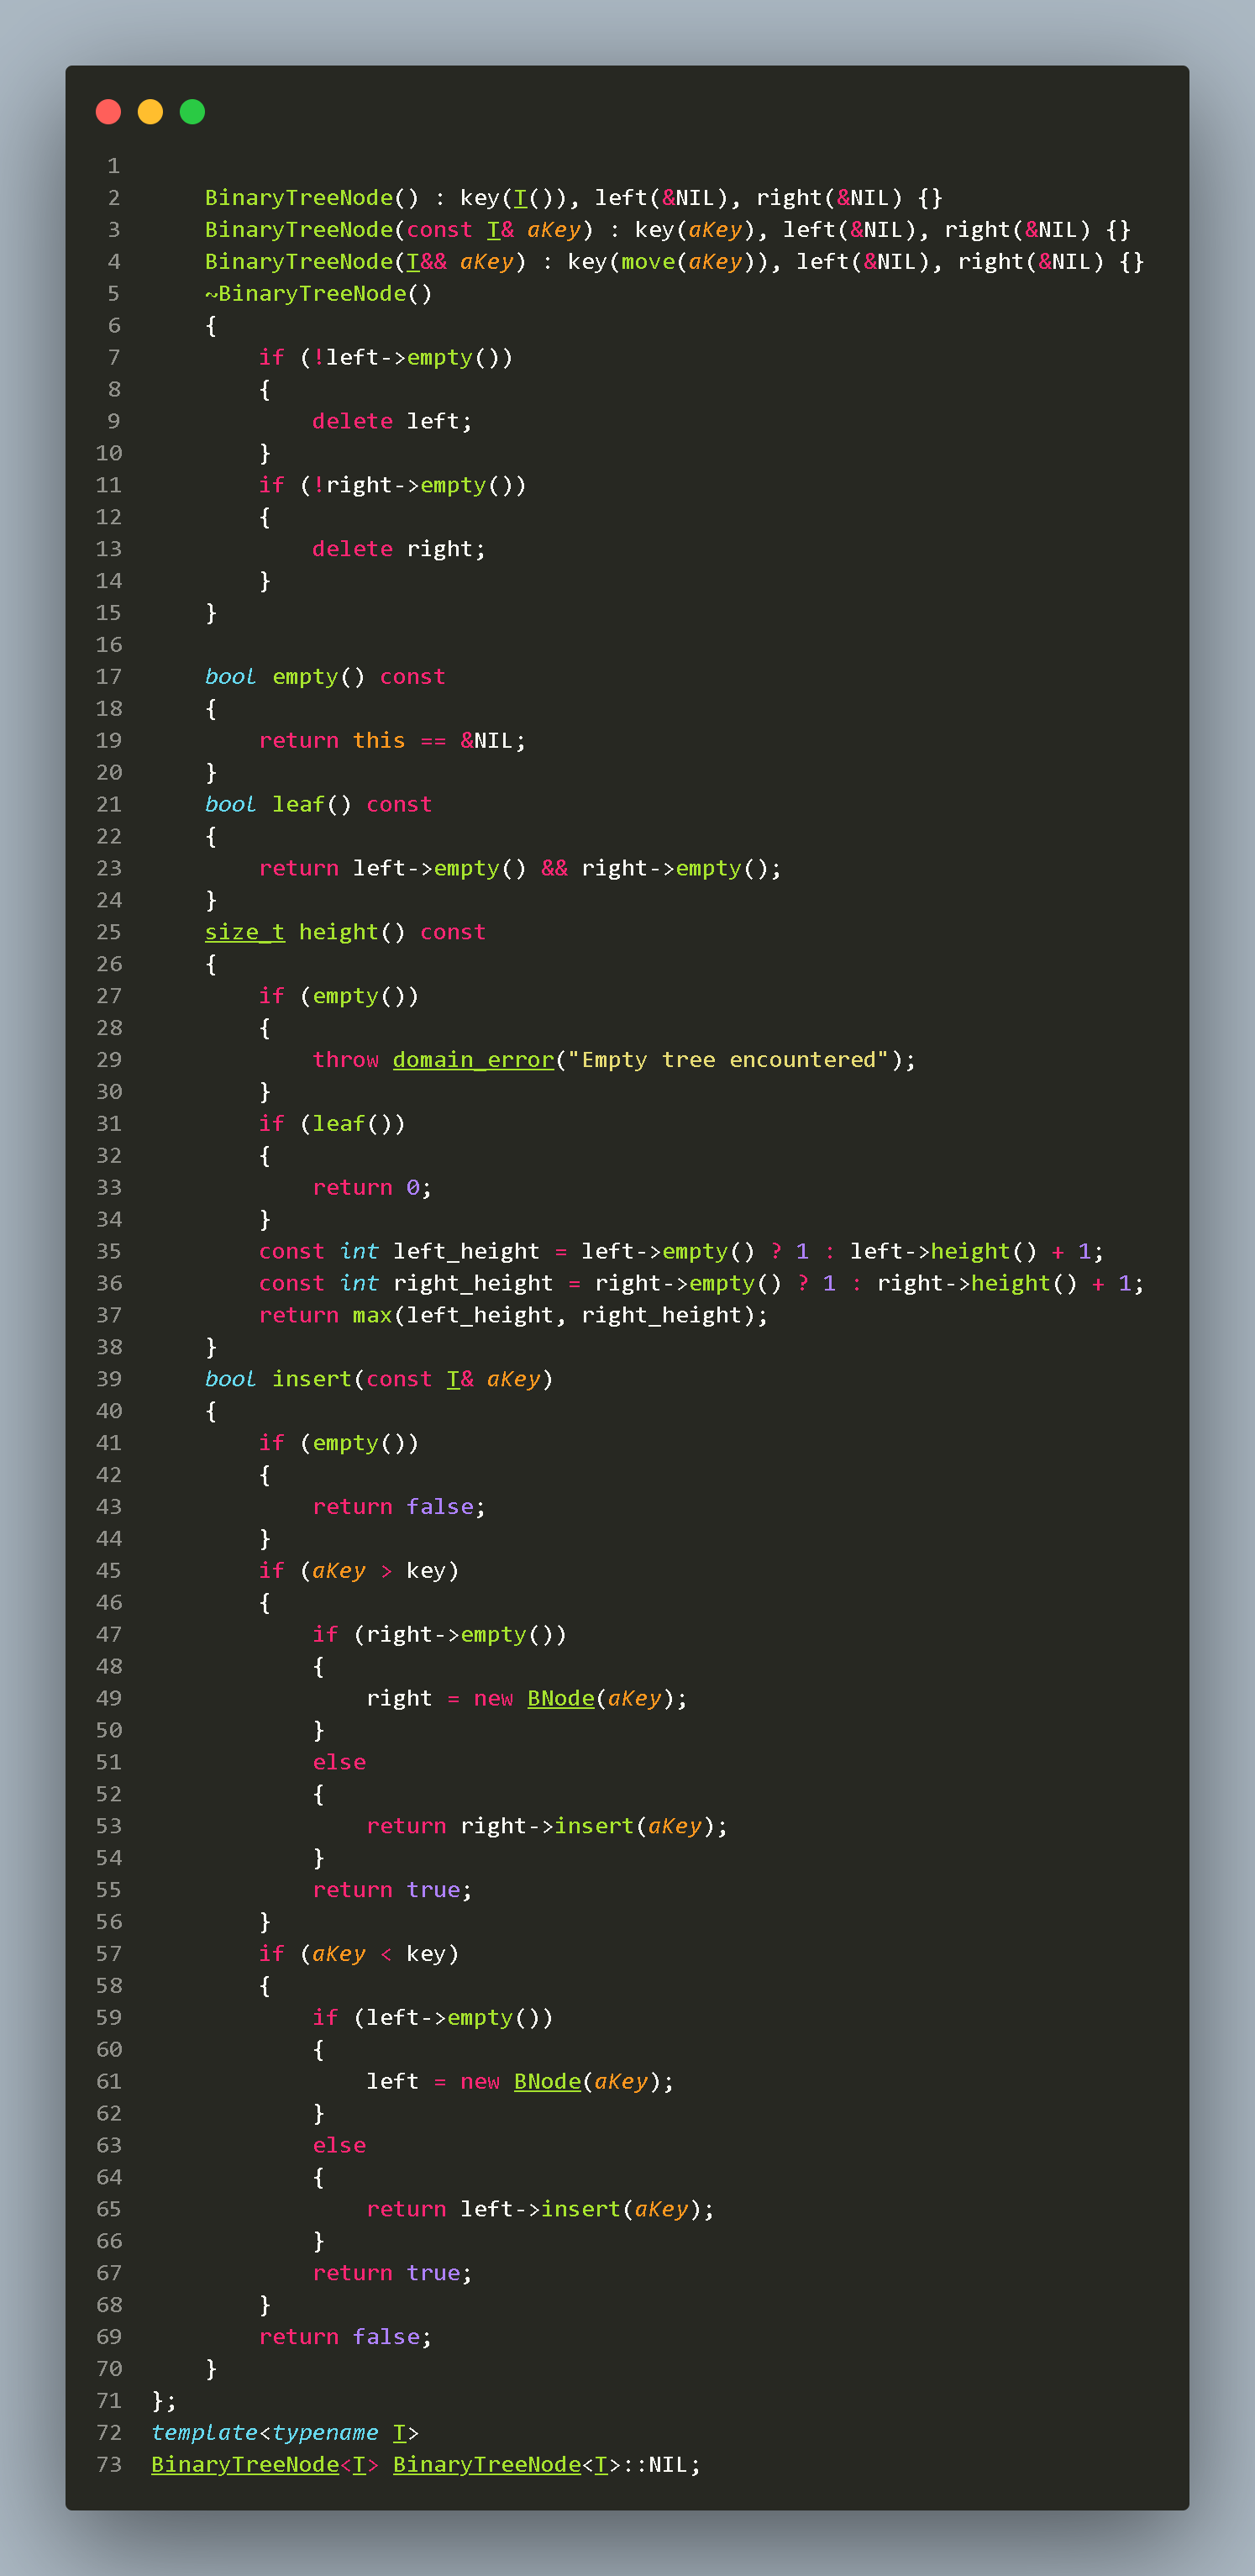 1
2 BinaryTreeNode() : key(T()), left(&NIL), right(&NIL) {}
3 BinaryTreeNode(const T& aKey) : key(aKey), left(&NIL), right(&NIL) {}
4 BinaryTreeNode(T&& aKey) : key(move(aKey)), left(&NIL), right(&NIL) {}
5 ~BinaryTreeNode()
6 {
7 if (!left->empty())
8 {
9 delete left;
10 }
11 if (!right->empty())
12 {
13 delete right;
14 }
15 }
16
17 bool empty() const
18 {
19 return this == &NIL;
20 }
21 bool leaf() const
22 {
23 return left->empty() && right->empty();
24 }
25 size_t height() const
26 {
27 if (empty())
28 {
29 throw domain_error("Empty tree encountered");
30 }
31 if (leaf())
32 {
33 return 0;
34 }
35 const int left_height = left->empty() ? 1 : left->height() + 1;
36 const int right_height = right->empty() ? 1 : right->height() + 1;
37 return max(left_height, right_height);
38 }
39 bool insert(const T& aKey)
40 {
41 if (empty())
42 {
43 return false;
44 }
45 if (aKey > key)
46 {
47 if (right->empty())
48 {
49 right = new BNode(aKey);
50 }
51 else
52 {
53 return right->insert(aKey);
54 }
55 return true;
56 }
57 if (aKey < key)
58 {
59 if (left->empty())
60 {
61 left = new BNode(aKey);
62 }
63 else
64 {
65 return left->insert(aKey);
66 }
67 return true;
68 }
69 return false;
70 }
71 };
72 template<typename T>
73 BinaryTreeNode<T> BinaryTreeNode<T>::NIL;